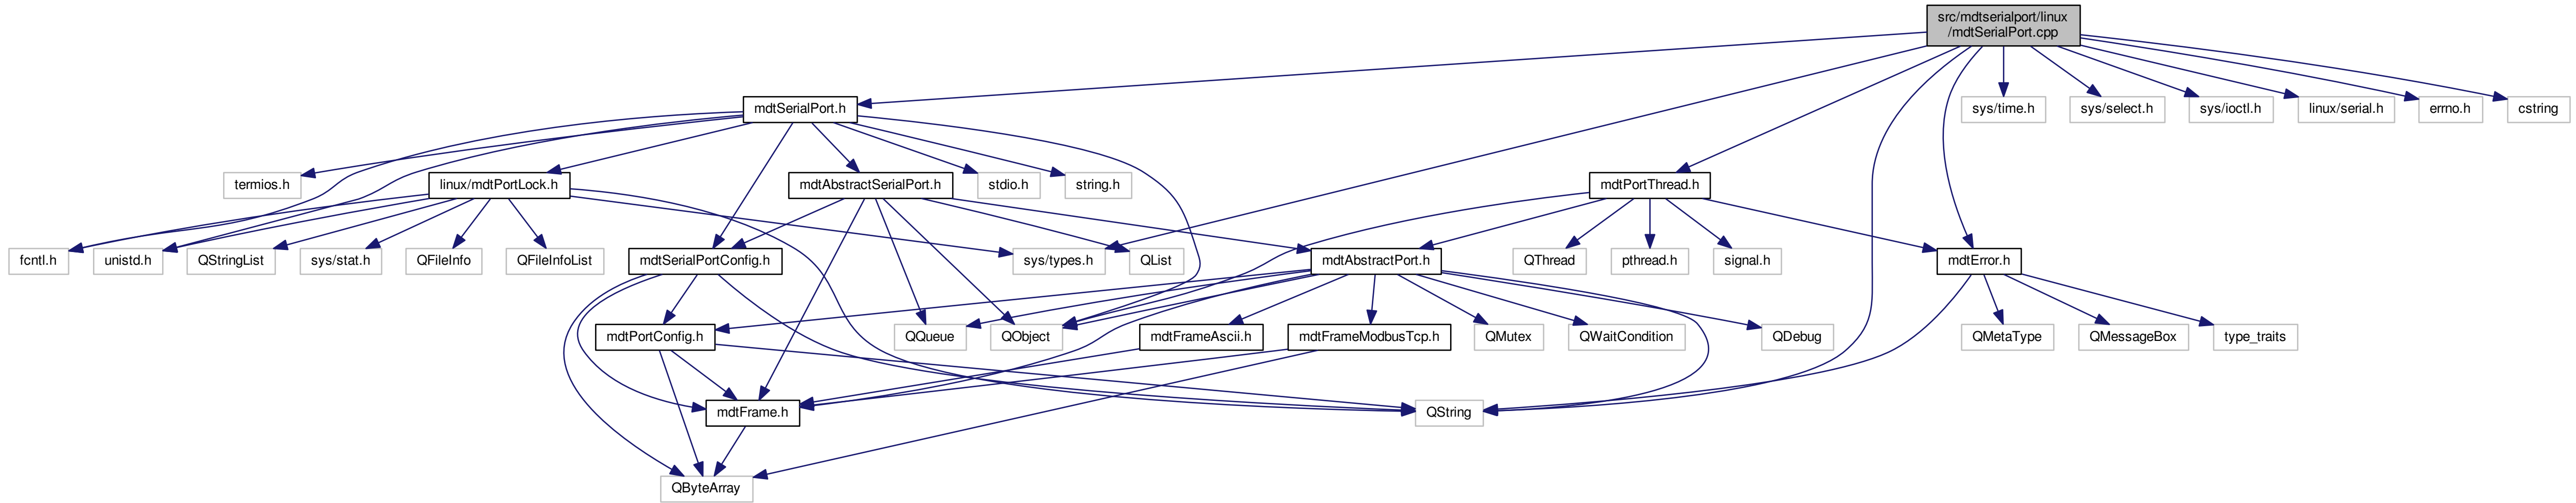 src/mdtserialport/linux
/mdtSerialPort.cpp
mdtSerialPort.h
sys/time.h
sys/select.h
sys/ioctl.h
linux/serial.h
errno.h
cstring
termios.h
linux/mdtPortLock.h
mdtAbstractSerialPort.h
stdio.h
string.h
mdtPortThread.h
fcntl.h
unistd.h
QStringList
sys/stat.h
QFileInfo
QFileInfoList
mdtSerialPortConfig.h
sys/types.h
QList
mdtAbstractPort.h
QThread
pthread.h
signal.h
mdtError.h
mdtPortConfig.h
QQueue
QObject
mdtFrameAscii.h
mdtFrameModbusTcp.h
QMutex
QWaitCondition
QDebug
QMetaType
QMessageBox
type_traits
mdtFrame.h
QString
QByteArray